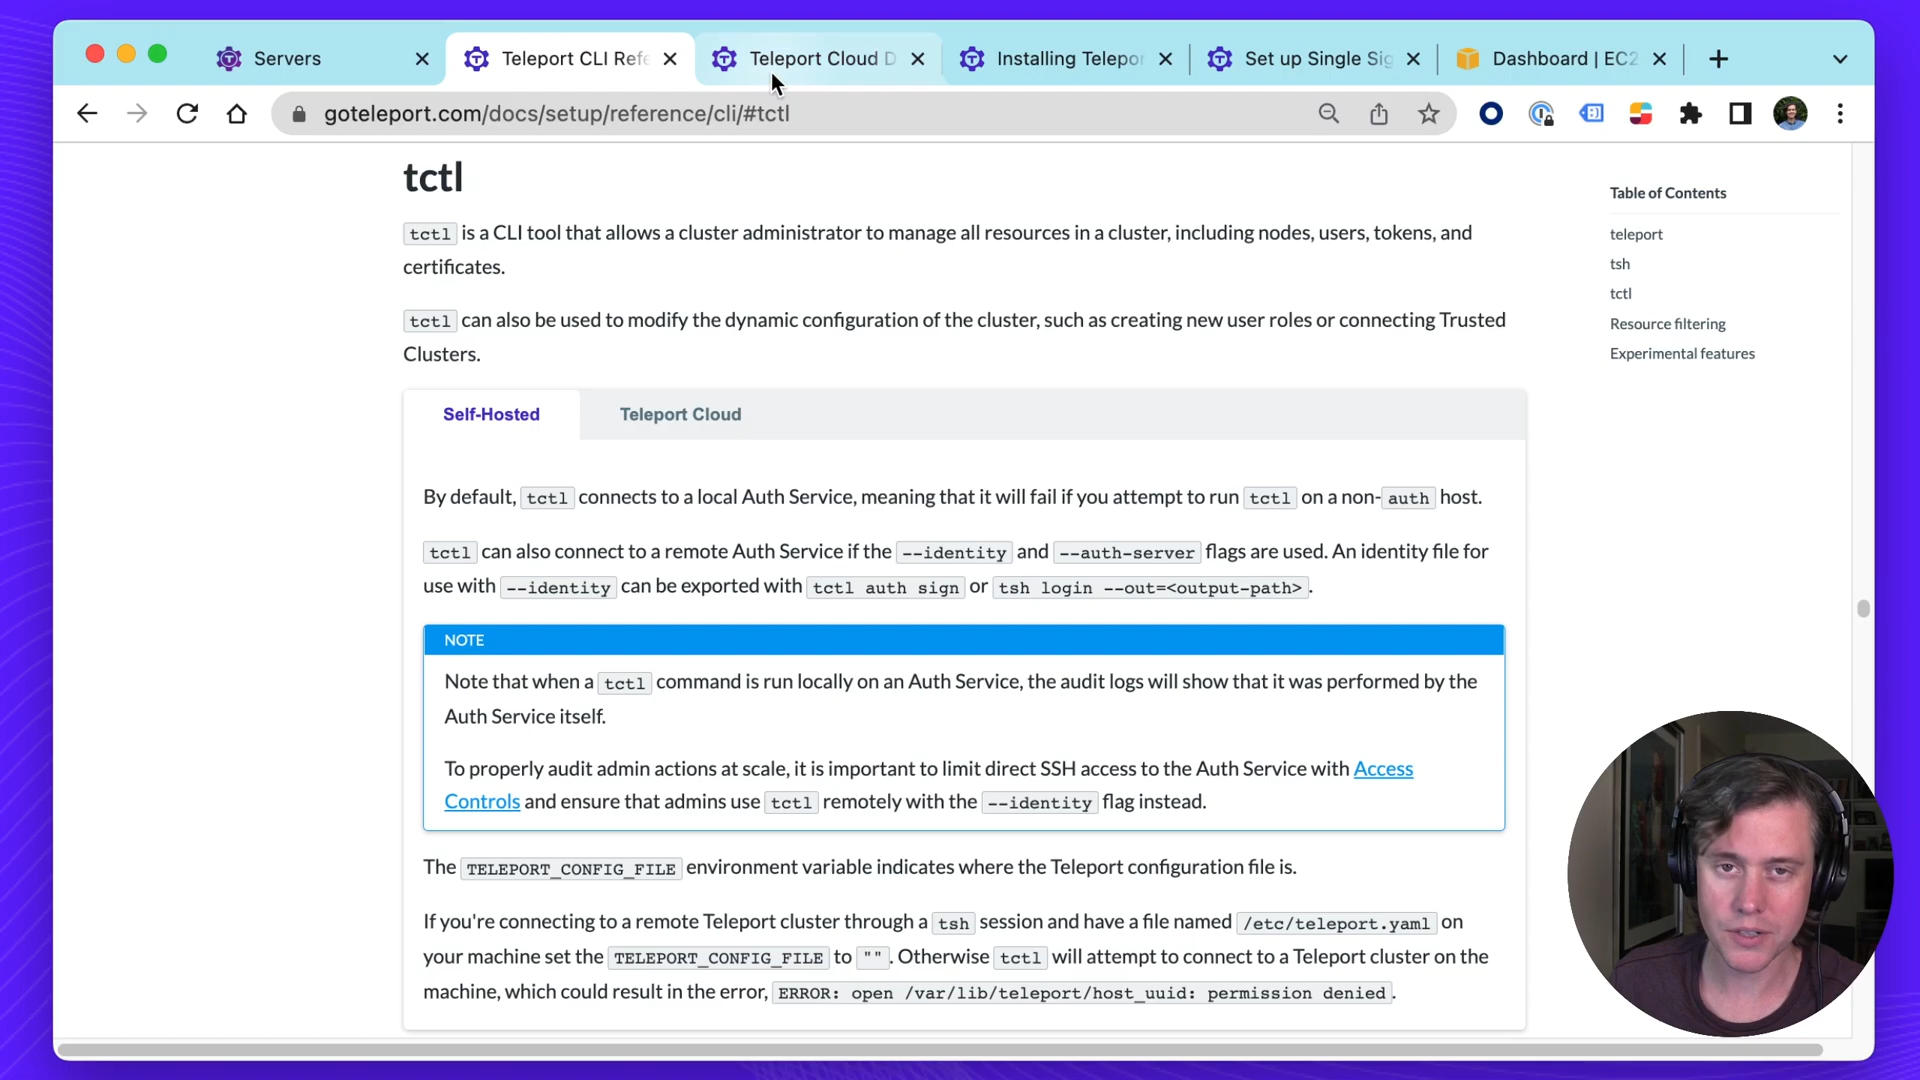 Servers
Teleport CLI Refe
Teleport Cloud D
Installing Telepor
Set up Single Sig
Dashboard | EC2
goteleport.com/docs/setup/reference/cli/#tctl
tctl
tctl is a CLI tool that allows a cluster administrator to manage all resources in a cluster, including nodes, users, tokens, and
certificates.
tctl can also be used to modify the dynamic configuration of the cluster, such as creating new user roles or connecting Trusted
Clusters.
Self-Hosted
Teleport Cloud
By default, tctl connects to a local Auth Service, meaning that it will fail if you attempt to run tctl on a non- auth host.
tctl can also connect to a remote Auth Service if the --identity and --auth-server flags are used. An identity file for
use with --identity can be exported with tctl auth sign or tsh login --out=<output-path>.
NOTE
Note that when a tctl command is run locally on an Auth Service, the audit logs will show that it was performed by the
Auth Service itself.
To properly audit admin actions at scale, it is important to limit direct SSH access to the Auth Service with Access
Controls and ensure that admins use tctl remotely with the --identity flag instead.
The TELEPORT_CONFIG_FILE environment variable indicates where the Teleport configuration file is.
If you're connecting to a remote Teleport cluster through a tsh session and have a file named /etc/teleport.yaml on
your machine set the TELEPORT_CONFIG_FILE to "". Otherwise tctl will attempt to connect to a Teleport cluster on the
machine, which could result in the error, ERROR: open /var/lib/teleport/host_uuid: permission denied.
Table of Contents
teleport
tsh
tctl
Resource filtering
Experimental features